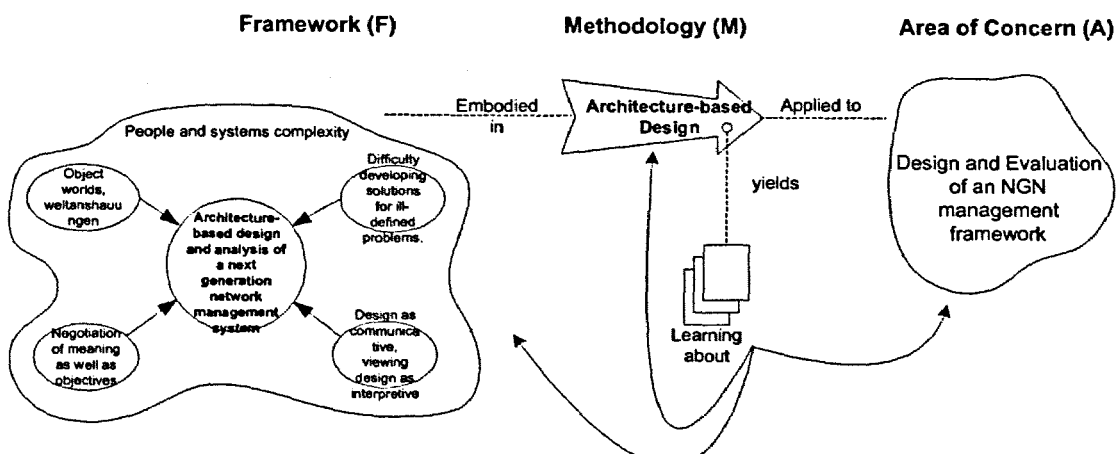 Framework (F)
Methodology (M)
Area of Concern (A)
People and systems complexity
Object
worlds,
weltanshauu
ngen
Difficulty
developing
solutions
for ill-
defined
problems.
Architecture-
based design
and analysis of
a next
generation
network
management
system
Negotiation
of meaning
as well as
objectives
Design as
communica
tive,
viewing
design as
interpretive
Embodied
in
Architecture-based
Design
Applied to
yields
Learning
about
Design and Evaluation
of an NGN
management
framework